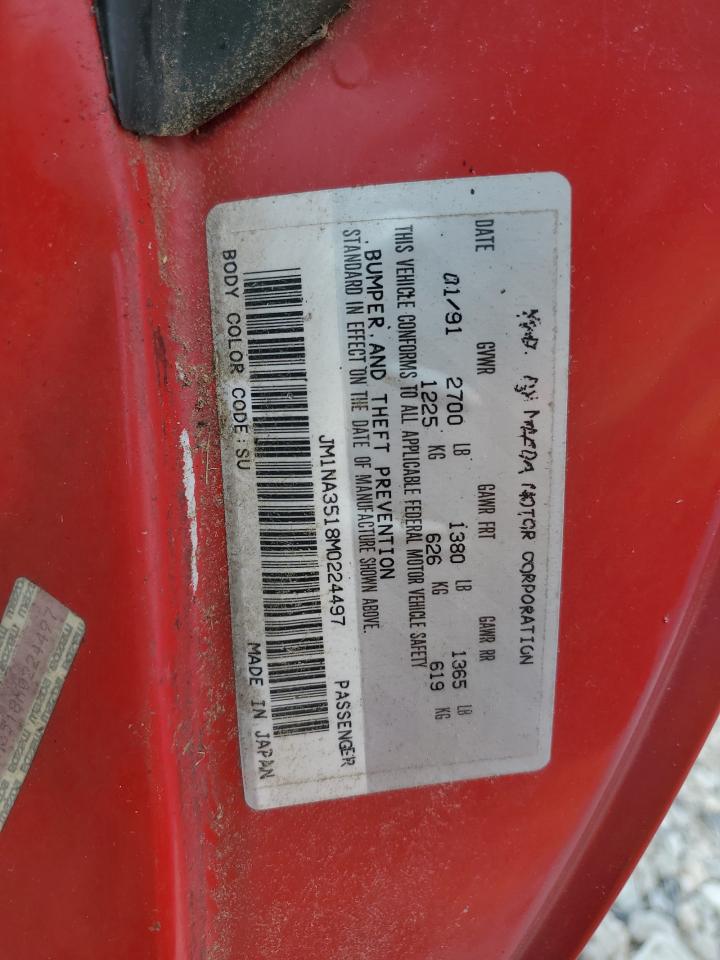 MFD. BY MAZDA MOTOR CORPORATION
DATE GVWR GAWR FRT GAWR RR
01/91 2700 LB 1380 LB 1365 LB
1225 KG 626 KG 619 KG
THIS VEHICLE CONFORMS TO ALL APPLICABLE FEDERAL MOTOR VEHICLE SAFETY
BUMPER, AND THEFT PREVENTION
STANDARD IN EFFECT ON THE DATE OF MANUFACTURE SHOWN ABOVE.
JM1NA3518M0224497 PASSENGER
BODY COLOR CODE:SU MADE IN JAPAN